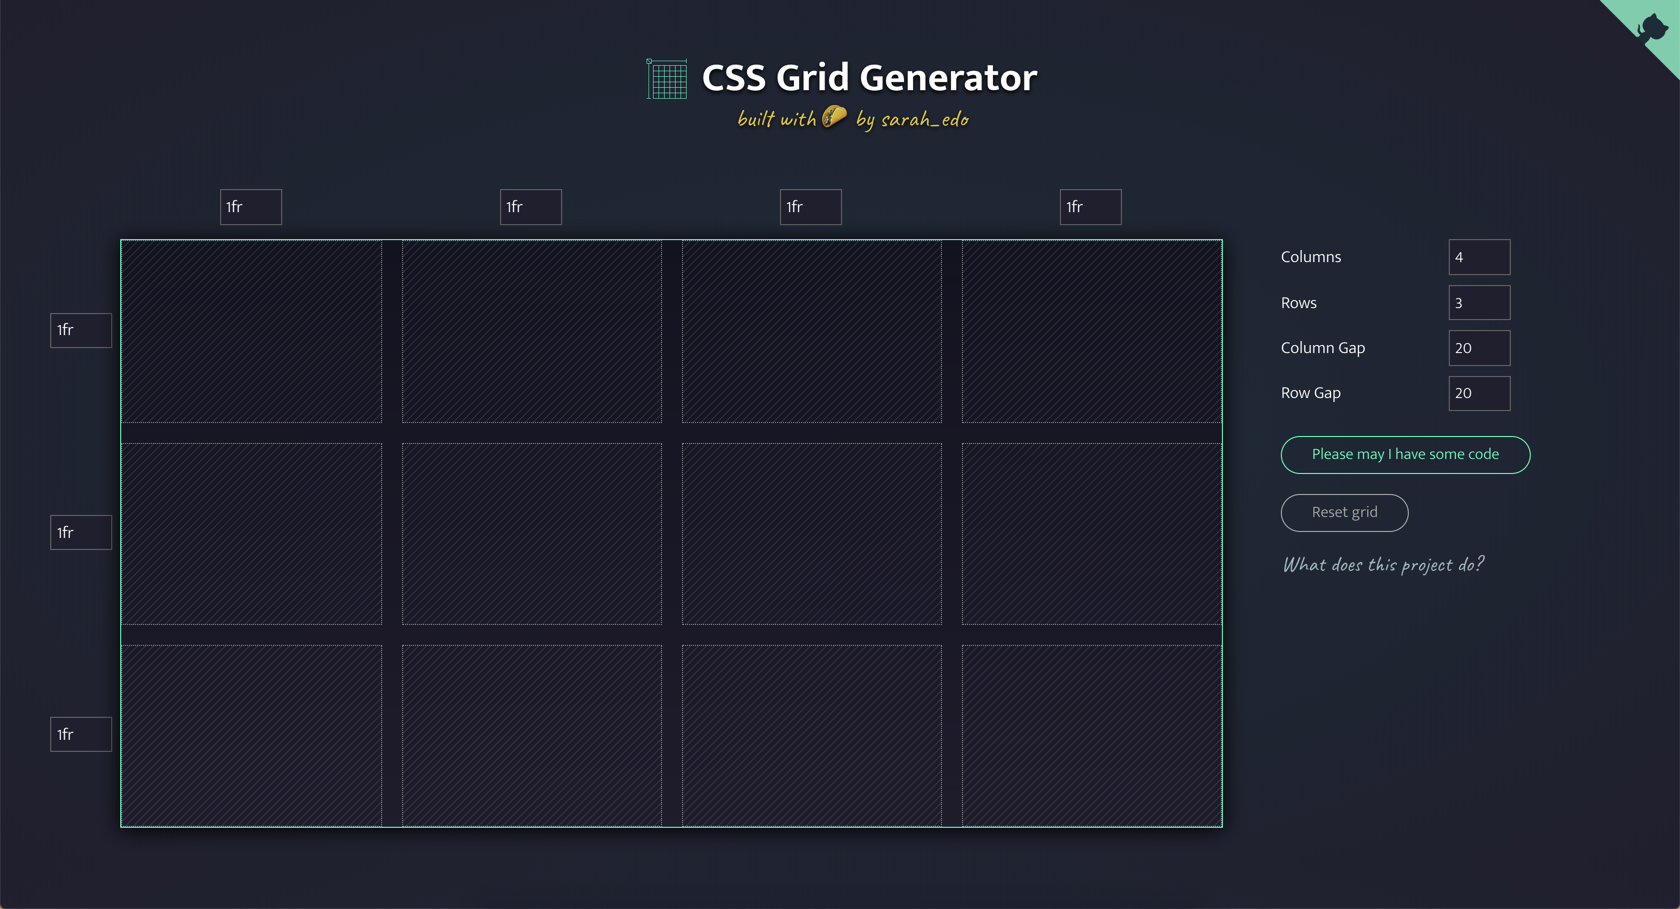 CSS Grid Generator
built with by sarah_edo
1fr 1fr 1fr 1fr
1fr
1fr
1fr
Columns 4
Rows 3
Column Gap 20
Row Gap 20
Please may I have some code
Reset grid
What does this project do?